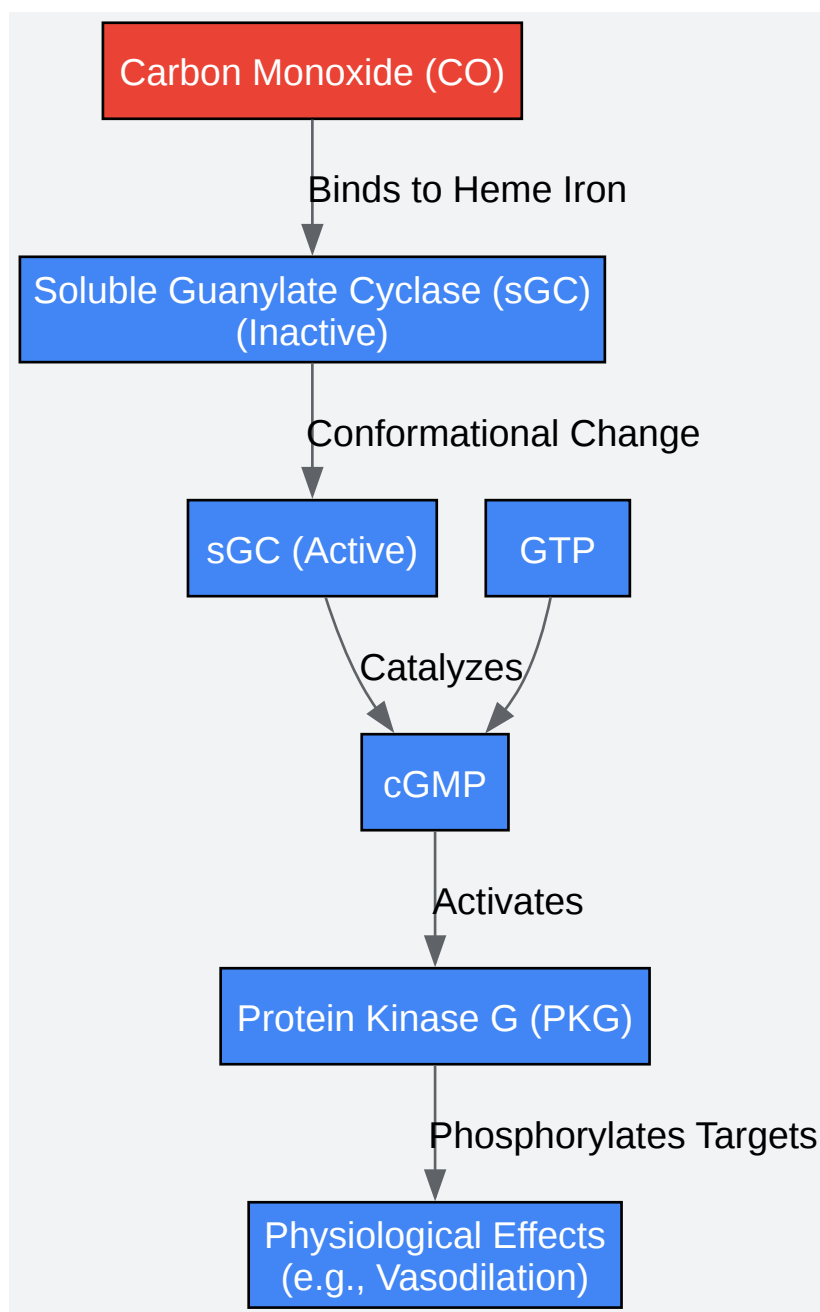 Carbon Monoxide (CO)
Binds to Heme Iron
Soluble Guanylate Cyclase (sGC)
(Inactive)
Conformational Change
sGC (Active)
GTP
Catalyzes
cGMP
Activates
Protein Kinase G (PKG)
Phosphorylates Targets
Physiological Effects
(e.g., Vasodilation)